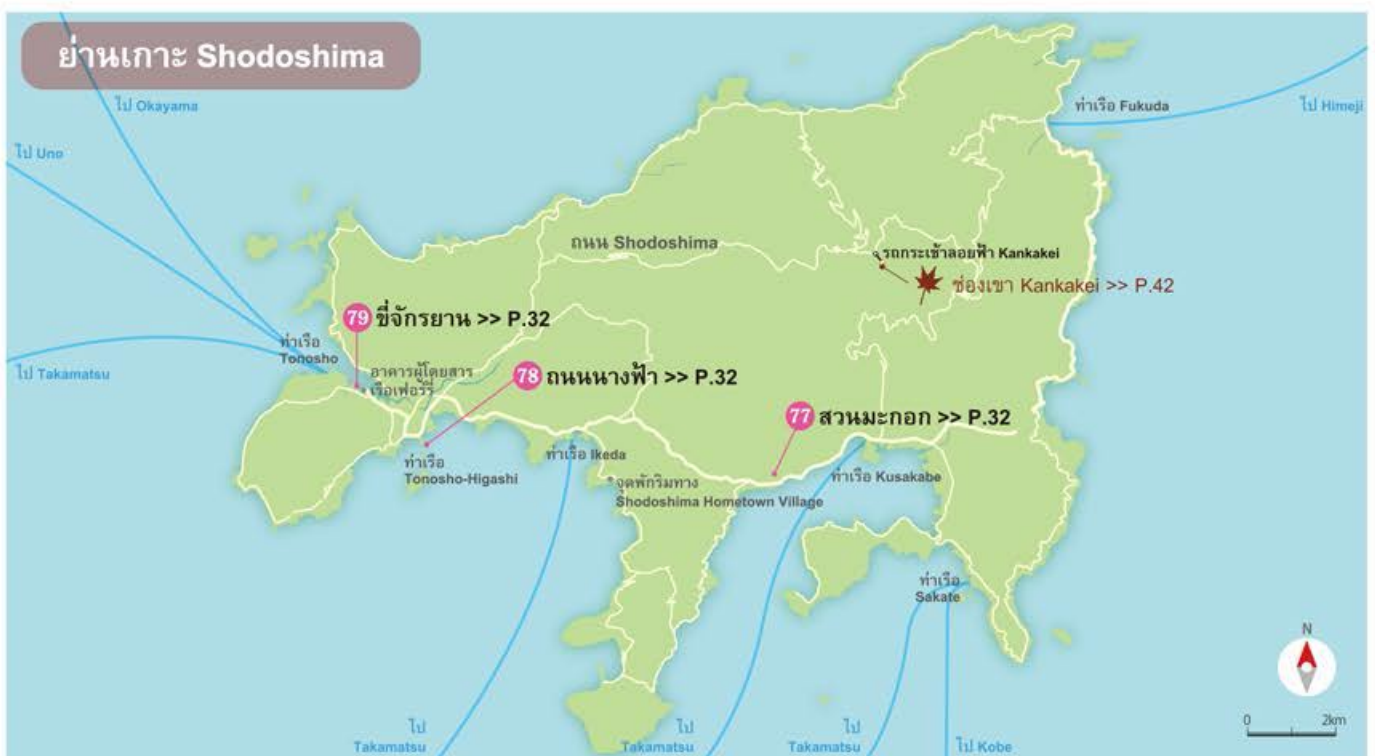 ย่านเกาะ Shodoshima
ไป Okayama
ท่าเรือ Fukuda
ไป Himeji
ไป Uno
ถนน Shodoshima
รถกระเช้าลอยฟ้า Kankakei
ช่องเขา Kankakei >> P.42
79 ขี่จักรยาน >> P.32
ท่าเรือ
Tonosho
ไป Takamatsu
อาคารผู้โดยสาร
เรือเฟอร์รี่
78 ถนนนางฟ้า >> P.32
77 สวนมะกอก >> P.32
ท่าเรือ
Tonosho-Higashi
ท่าเรือ Ikeda
จุดพักริมทาง
Shodoshima Hometown Village
ท่าเรือ Kusakabe
ท่าเรือ
Sakate
N
0 2km
ไป
Takamatsu
ไป
Takamatsu
ไป
Takamatsu
ไป Kobe